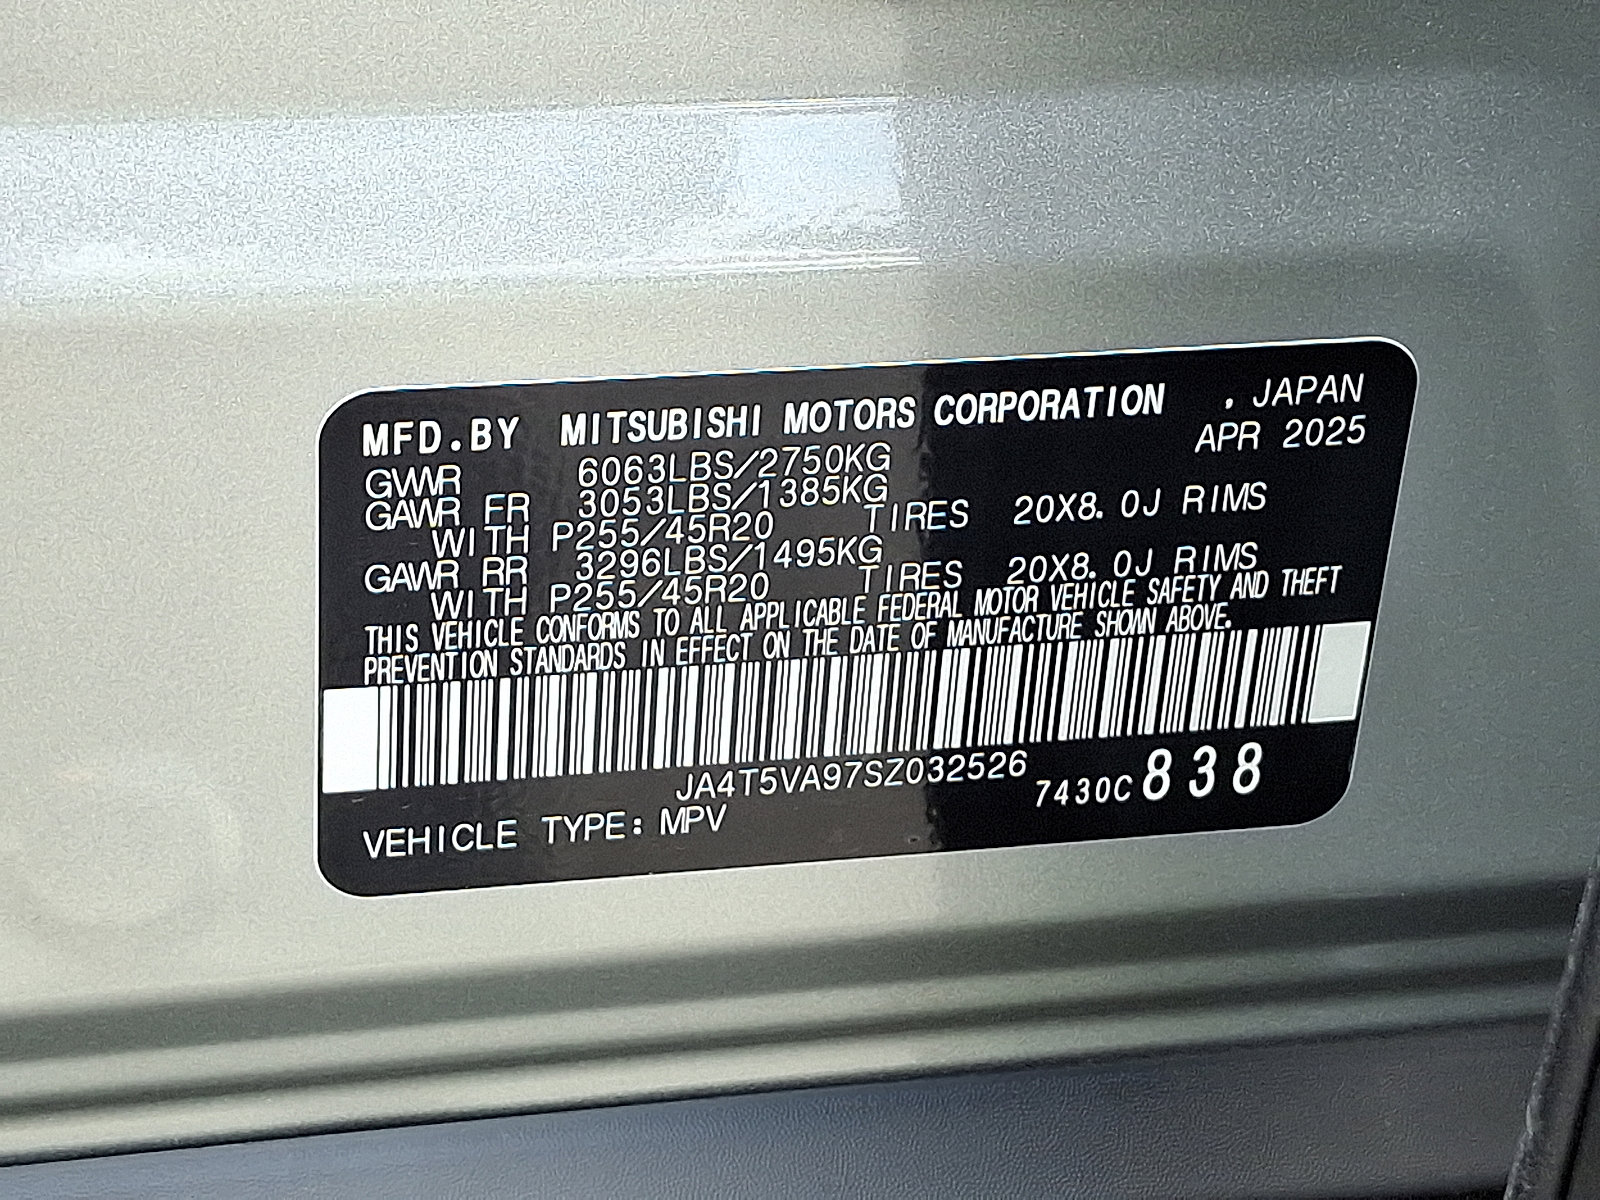 MFD.BY MITSUBISHI MOTORS CORPORATION . JAPAN
APR 2025
GVWR 6063LBS/2750KG
GAWR FR 3053LBS/1385KG
WITH P255/45R20 TIRES 20X8.0J RIMS
GAWR RR 3296LBS/1495KG
WITH P255/45R20 TIRES 20X8.0J RIMS
THIS VEHICLE CONFORMS TO ALL APPLICABLE FEDERAL MOTOR VEHICLE SAFETY AND THEFT
PREVENTION STANDARDS IN EFFECT ON THE DATE OF MANUFACTURE SHOWN ABOVE.
JA4T5VA97SZ032526 7430C 838
VEHICLE TYPE: MPV